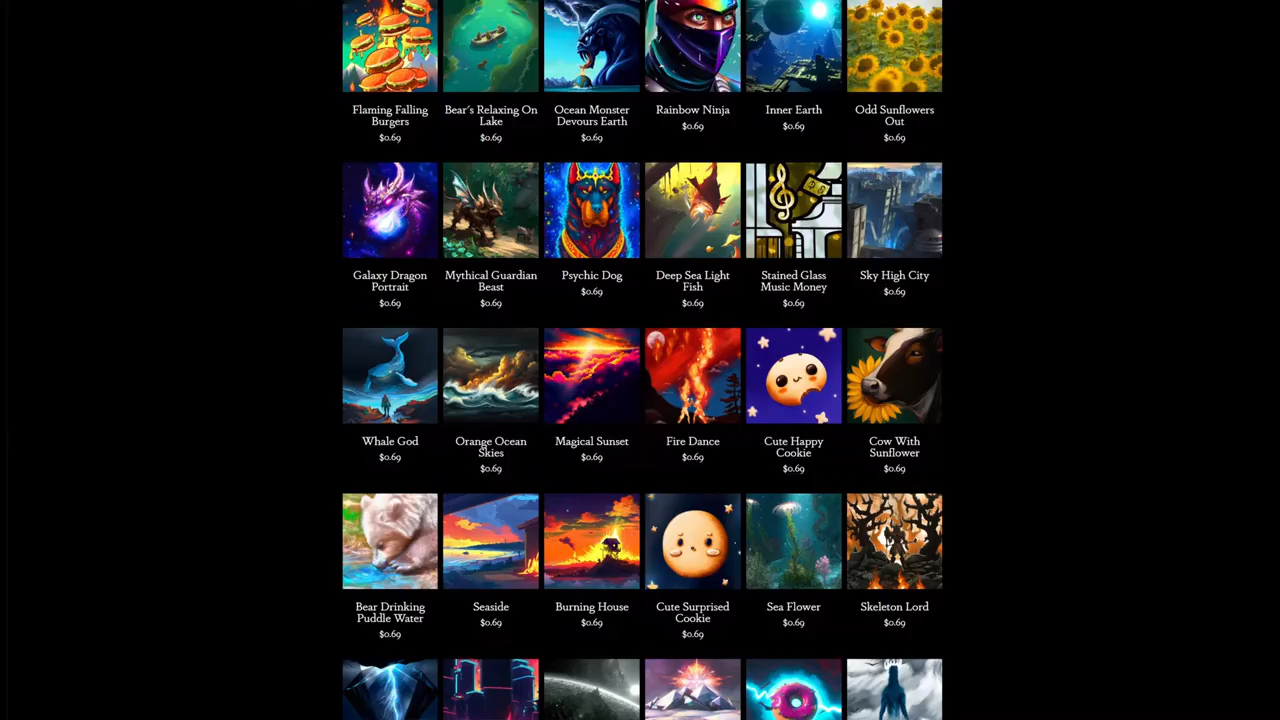 Flaming Falling
Burgers
$0.69
Bear's Relaxing On
Lake
$0.69
Ocean Monster
Devours Earth
$0.69
Rainbow Ninja
$0.69
Inner Earth
$0.69
Odd Sunflowers
Out
$0.69
Galaxy Dragon
Portrait
$0.69
Mythical Guardian
Beast
$0.69
Psychic Dog
$0.69
Deep Sea Light
Fish
$0.69
Stained Glass
Music Money
$0.69
Sky High City
$0.69
Whale God
$0.69
Orange Ocean
Skies
$0.69
Magical Sunset
$0.69
Fire Dance
$0.69
Cute Happy
Cookie
$0.69
Cow With
Sunflower
$0.69
Bear Drinking
Puddle Water
$0.69
Seaside
$0.69
Burning House
$0.69
Cute Surprised
Cookie
$0.69
Sea Flower
$0.69
Skeleton Lord
$0.69